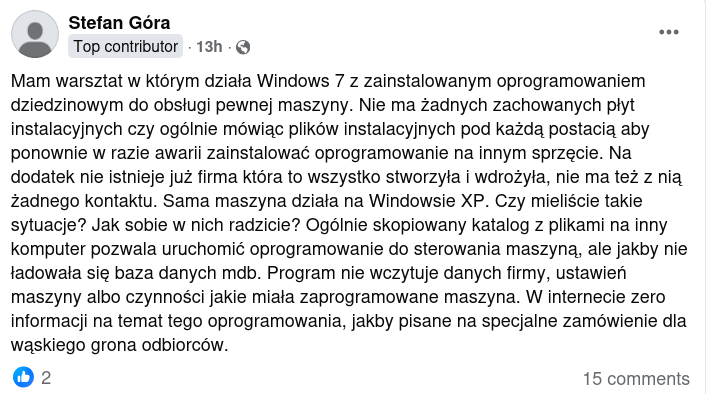 Stefan Góra
Top contributor · 13h ·
Mam warsztat w którym działa Windows 7 z zainstalowanym oprogramowaniem
dziedzinowym do obsługi pewnej maszyny. Nie ma żadnych zachowanych płyt
instalacyjnych czy ogólnie mówiąc plików instalacyjnych pod każdą postacią aby
ponownie w razie awarii zainstalować oprogramowanie na innym sprzęcie. Na
dodatek nie istnieje już firma która to wszystko stworzyła i wdrożyła, nie ma też z nią
żadnego kontaktu. Sama maszyna działa na Windowsie XP. Czy mieliście takie
sytuacje? Jak sobie w nich radzicie? Ogólnie skopiowany katalog z plikami na inny
komputer pozwala uruchomić oprogramowanie do sterowania maszyną, ale jakby nie
ładowała się baza danych mdb. Program nie wczytuje danych firmy, ustawień
maszyny albo czynności jakie miała zaprogramowane maszyna. W internecie zero
informacji na temat tego oprogramowania, jakby pisane na specjalne zamówienie dla
wąskiego grona odbiorców.
2
15 comments